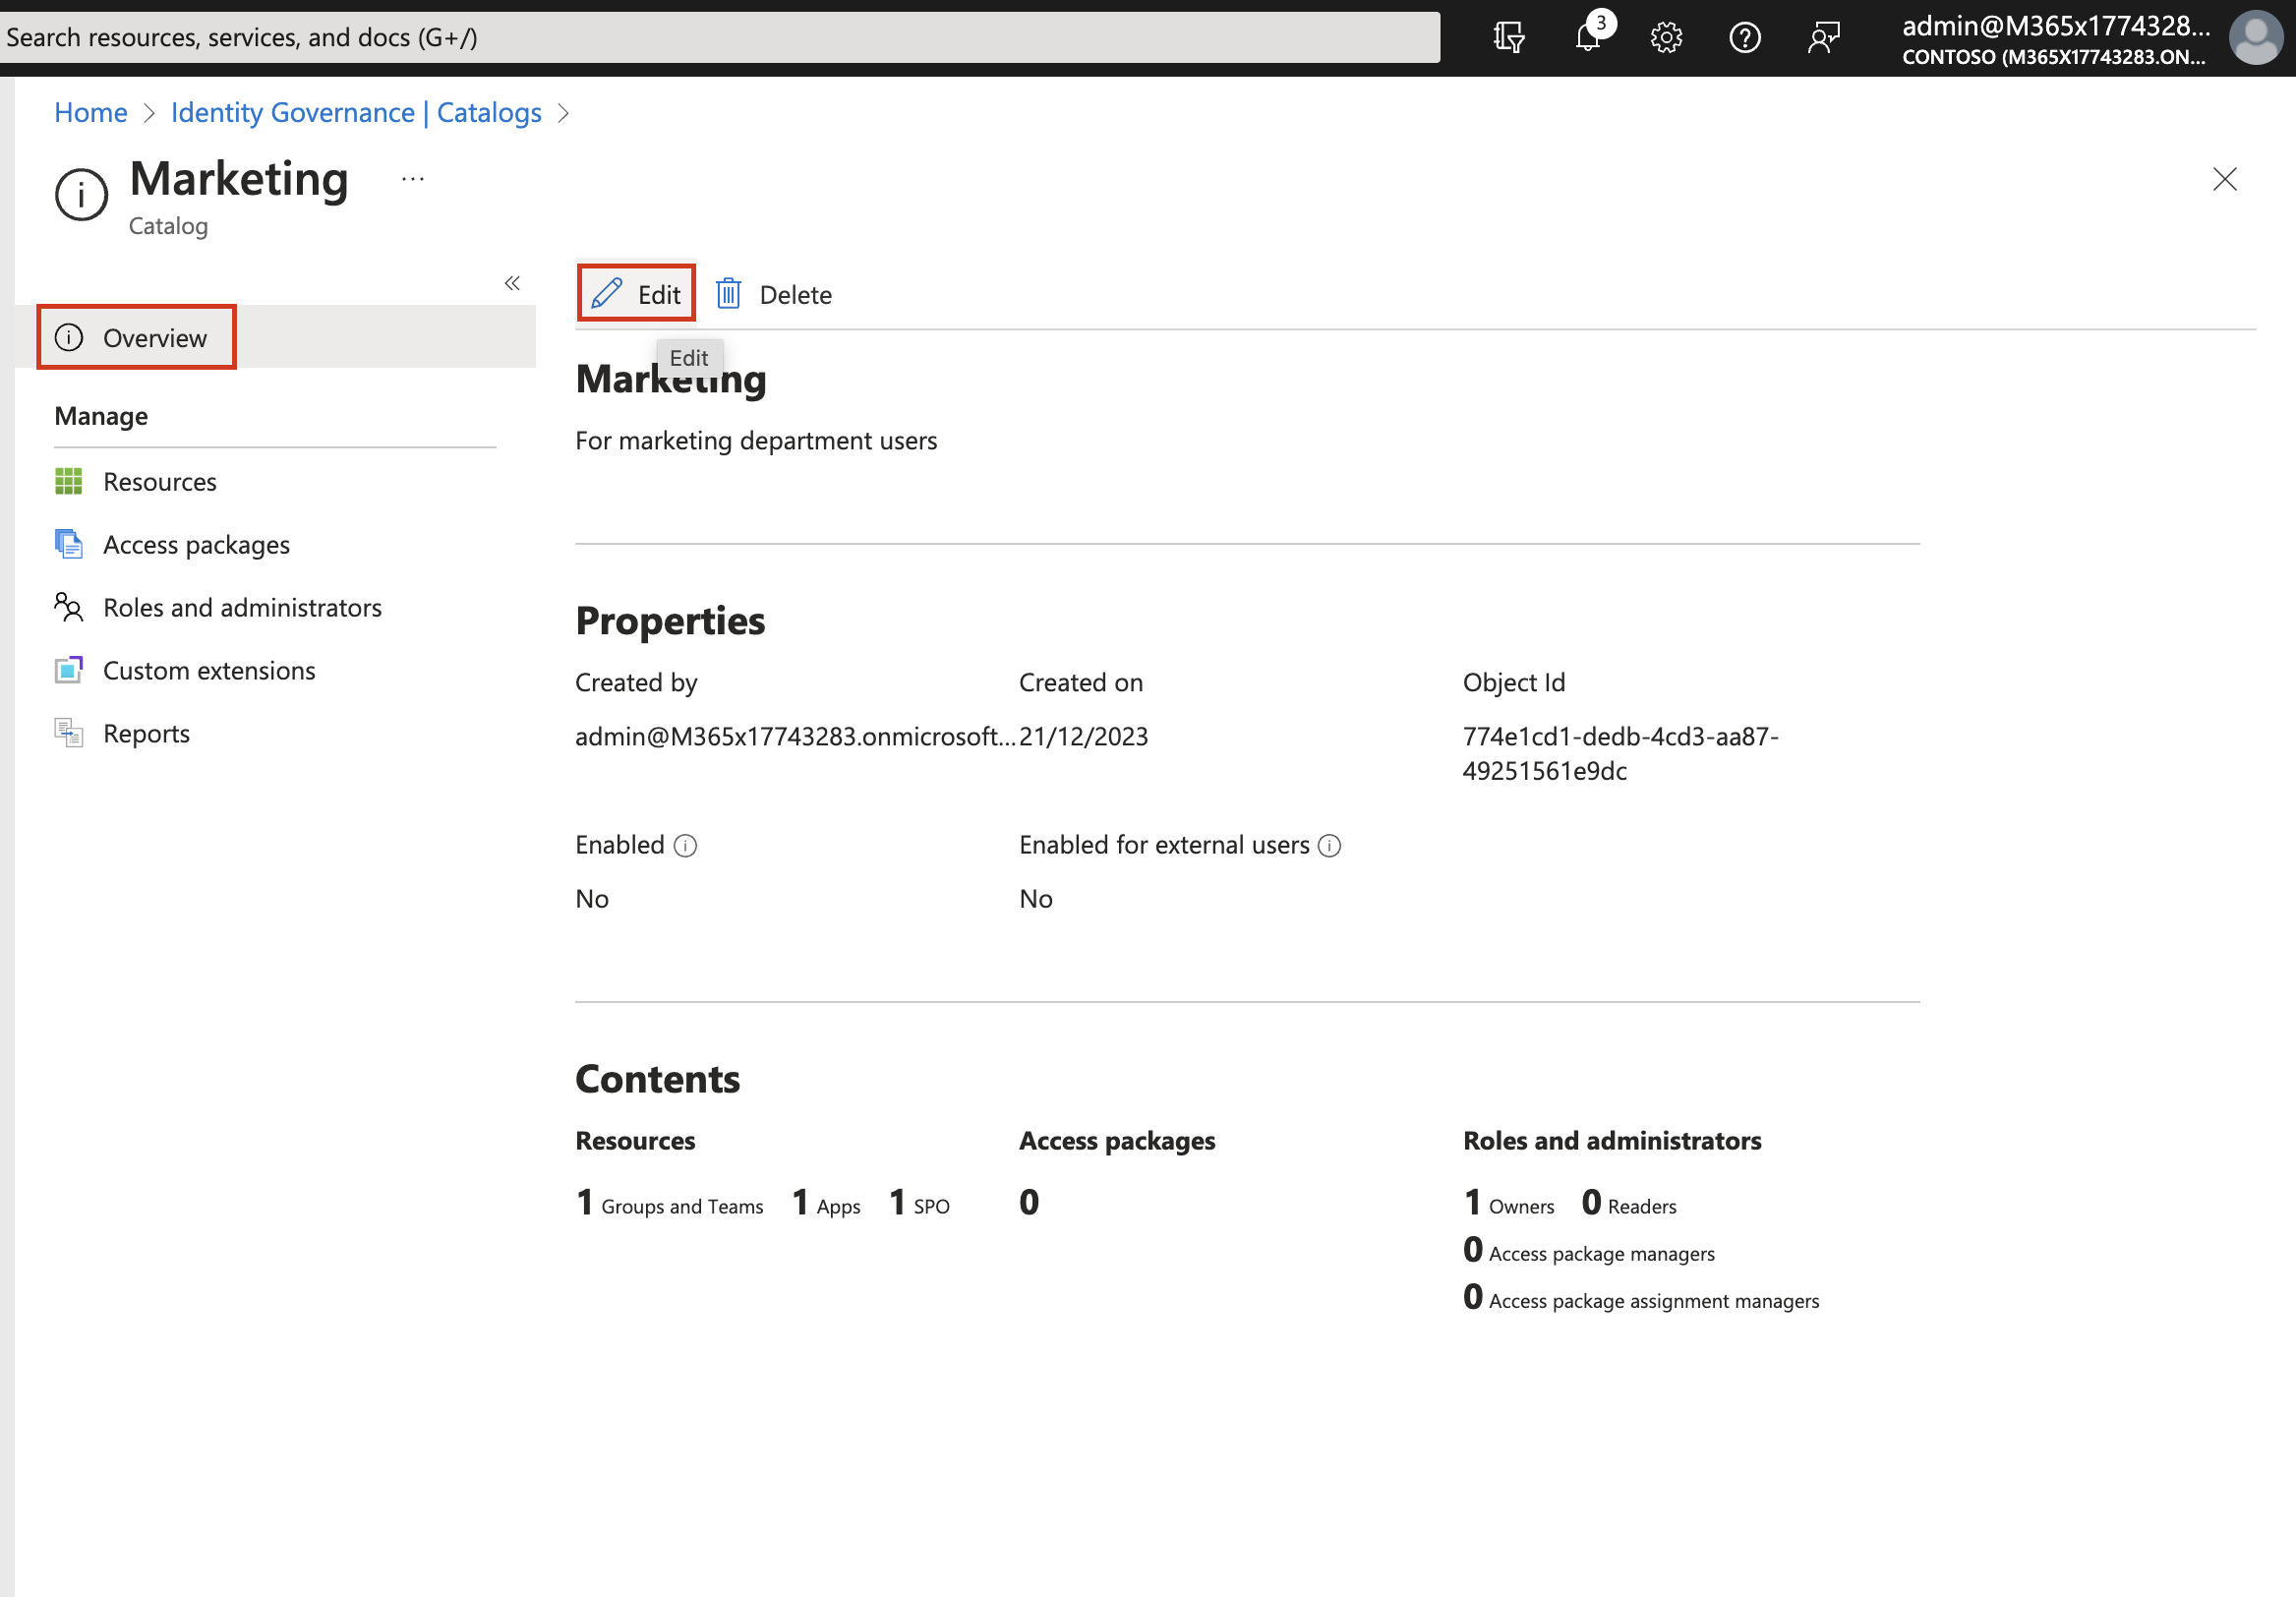 Search resources, services, and docs (G+/)
3
admin@M365x1774328...
CONTOSO (M365X17743283.ON...
Home > Identity Governance | Catalogs >
Marketing ...
Catalog
«
Edit Delete
Overview
Edit
Marketing
Manage
For marketing department users
Resources
Access packages
Roles and administrators
Custom extensions
Reports
Properties
Created by Created on Object Id
admin@M365x17743283.onmicrosoft... 21/12/2023 774e1cd1-dedb-4cd3-aa87-
49251561e9dc
Enabled Enabled for external users
No No
Contents
Resources Access packages Roles and administrators
1 Groups and Teams 1 Apps 1 SPO 0 1 Owners 0 Readers
0 Access package managers
0 Access package assignment managers